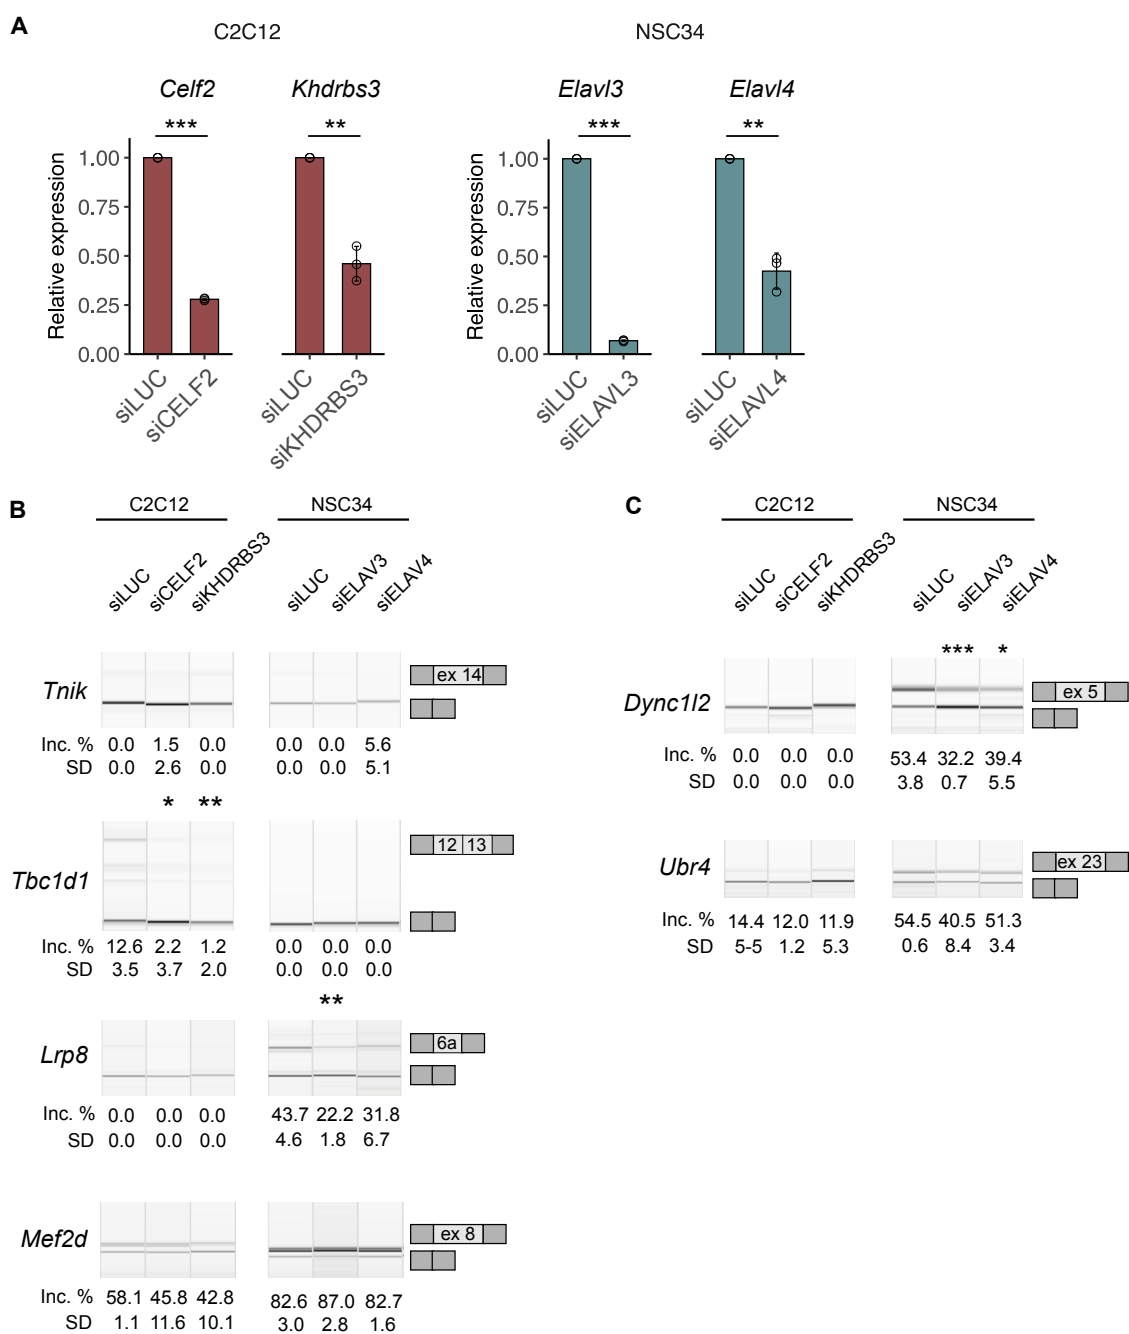 A
C2C12
NSC34
Celf2
Khdrbs3
Elavl3
Elavl4
***
**
***
**
Relative expression
1.00
0.75
0.50
0.25
0.00
siLUC
siCELF2
siLUC
siKHDRBS3
Relative expression
1.00
0.75
0.50
0.25
0.00
siLUC
siELAVL3
siLUC
siELAVL4
B
C2C12
NSC34
siLUC
siCELF2
siKHDRBS3
siLUC
siELAV3
siELAV4
Tnik
ex 14
Inc. % 0.0 1.5 0.0 0.0 0.0 5.6
SD 0.0 2.6 0.0 0.0 0.0 5.1
* **
Tbc1d1
12 13
Inc. % 12.6 2.2 1.2 0.0 0.0 0.0
SD 3.5 3.7 2.0 0.0 0.0 0.0
**
Lrp8
6a
Inc. % 0.0 0.0 0.0 43.7 22.2 31.8
SD 0.0 0.0 0.0 4.6 1.8 6.7
Mef2d
ex 8
Inc. % 58.1 45.8 42.8 82.6 87.0 82.7
SD 1.1 11.6 10.1 3.0 2.8 1.6
C
C2C12
NSC34
siLUC
siCELF2
siKHDRBS3
siLUC
siELAV3
siELAV4
*** *
Dync1l2
ex 5
Inc. % 0.0 0.0 0.0 53.4 32.2 39.4
SD 0.0 0.0 0.0 3.8 0.7 5.5
Ubr4
ex 23
Inc. % 14.4 12.0 11.9 54.5 40.5 51.3
SD 5-5 1.2 5.3 0.6 8.4 3.4